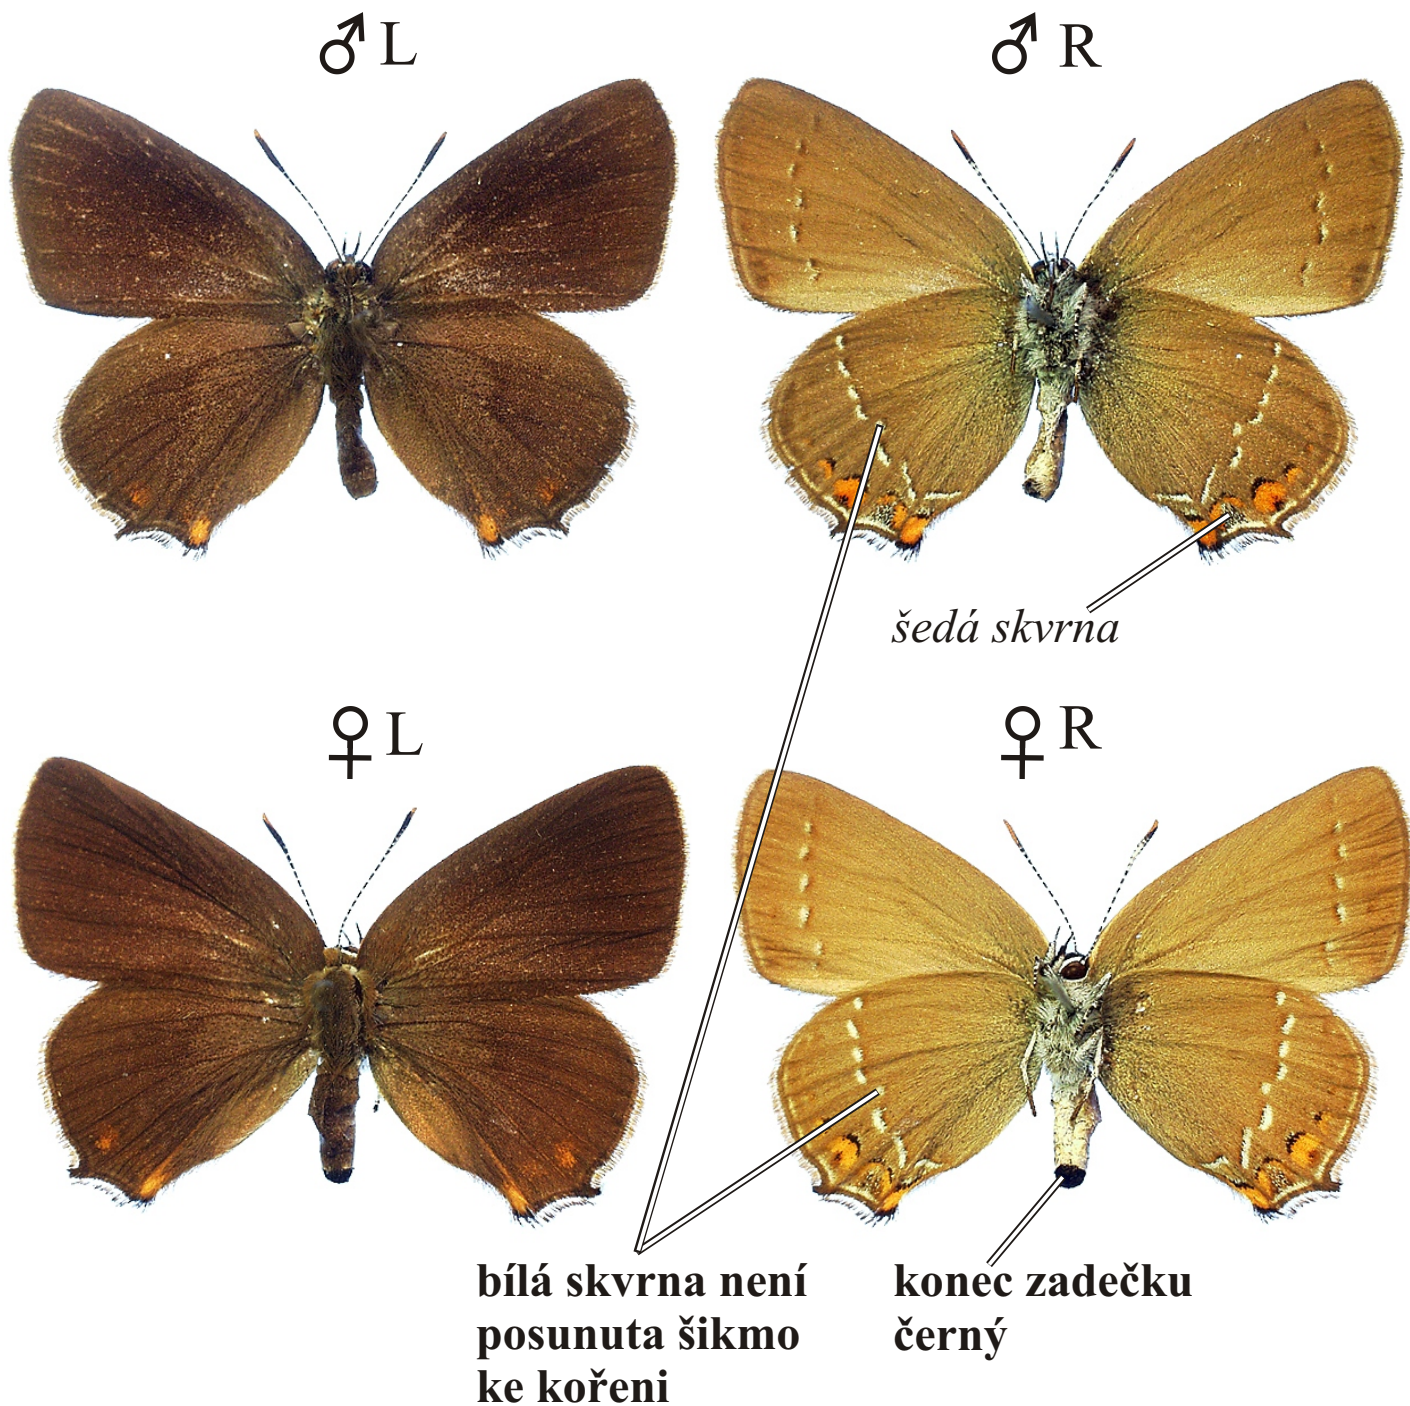 ♂ L
♂ R
šedá skvrna
♀ L
♀ R
bílá skvrna není
posunuta šikmo
ke kořeni
konec zadečku
černý